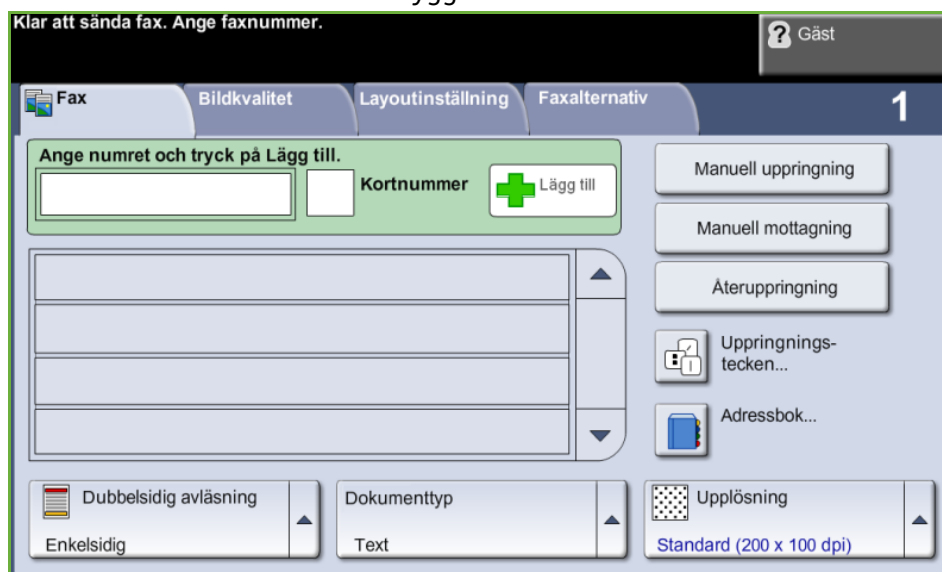 Klar att sända fax. Ange faxnummer.
Gäst
Fax
Bildkvalitet
Layoutinställning
Faxalternativ
1
Ange numret och tryck på Lägg till.
Kortnummer
Lägg till
Manuell uppringning
Manuell mottagning
Återuppringning
Uppringnings-
tecken...
Adressbok...
Dubbelsidig avläsning
Enkelsidig
Dokumenttyp
Text
Upplösning
Standard (200 x 100 dpi)